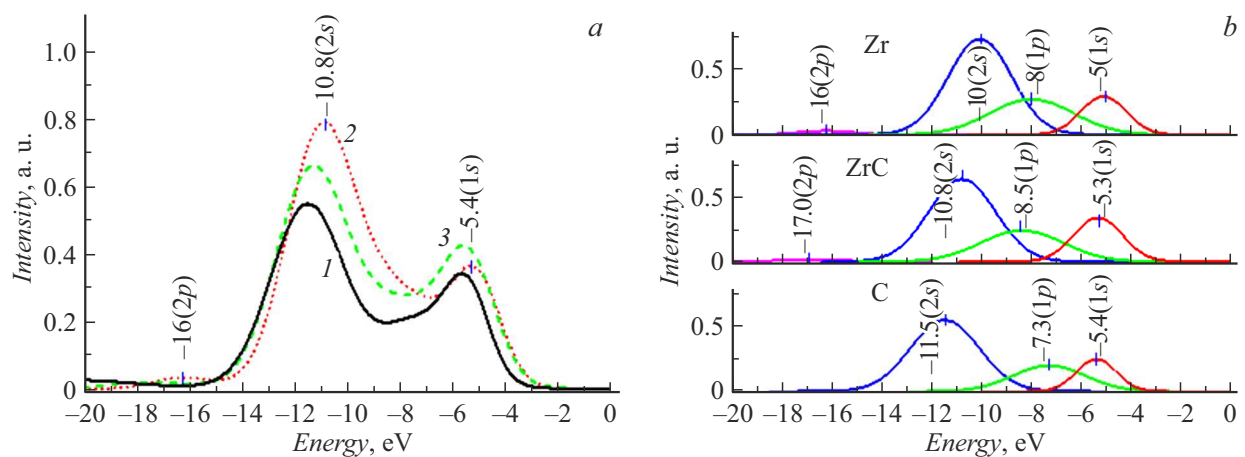 a
Intensity, a. u.
1.0
0.8
0.6
0.4
0.2
0
–16(2p)
–10.8(2s)
–5.4(1s)
1
2
3
–20 –18 –16 –14 –12 –10 –8 –6 –4 –2 0
Energy, eV
b
Zr
Intensity, a. u.
0.5
0
–16(2p)
10(2s)
–8(1p)
–5(1s)
ZrC
Intensity, a. u.
0.5
0
–17.0(2p)
–10.8(2s)
–8.5(1p)
–5.3(1s)
C
Intensity, a. u.
0.5
0
–11.5(2s)
–7.3(1p)
–5.4(1s)
–20 –18 –16 –14 –12 –10 –8 –6 –4 –2 0
Energy, eV